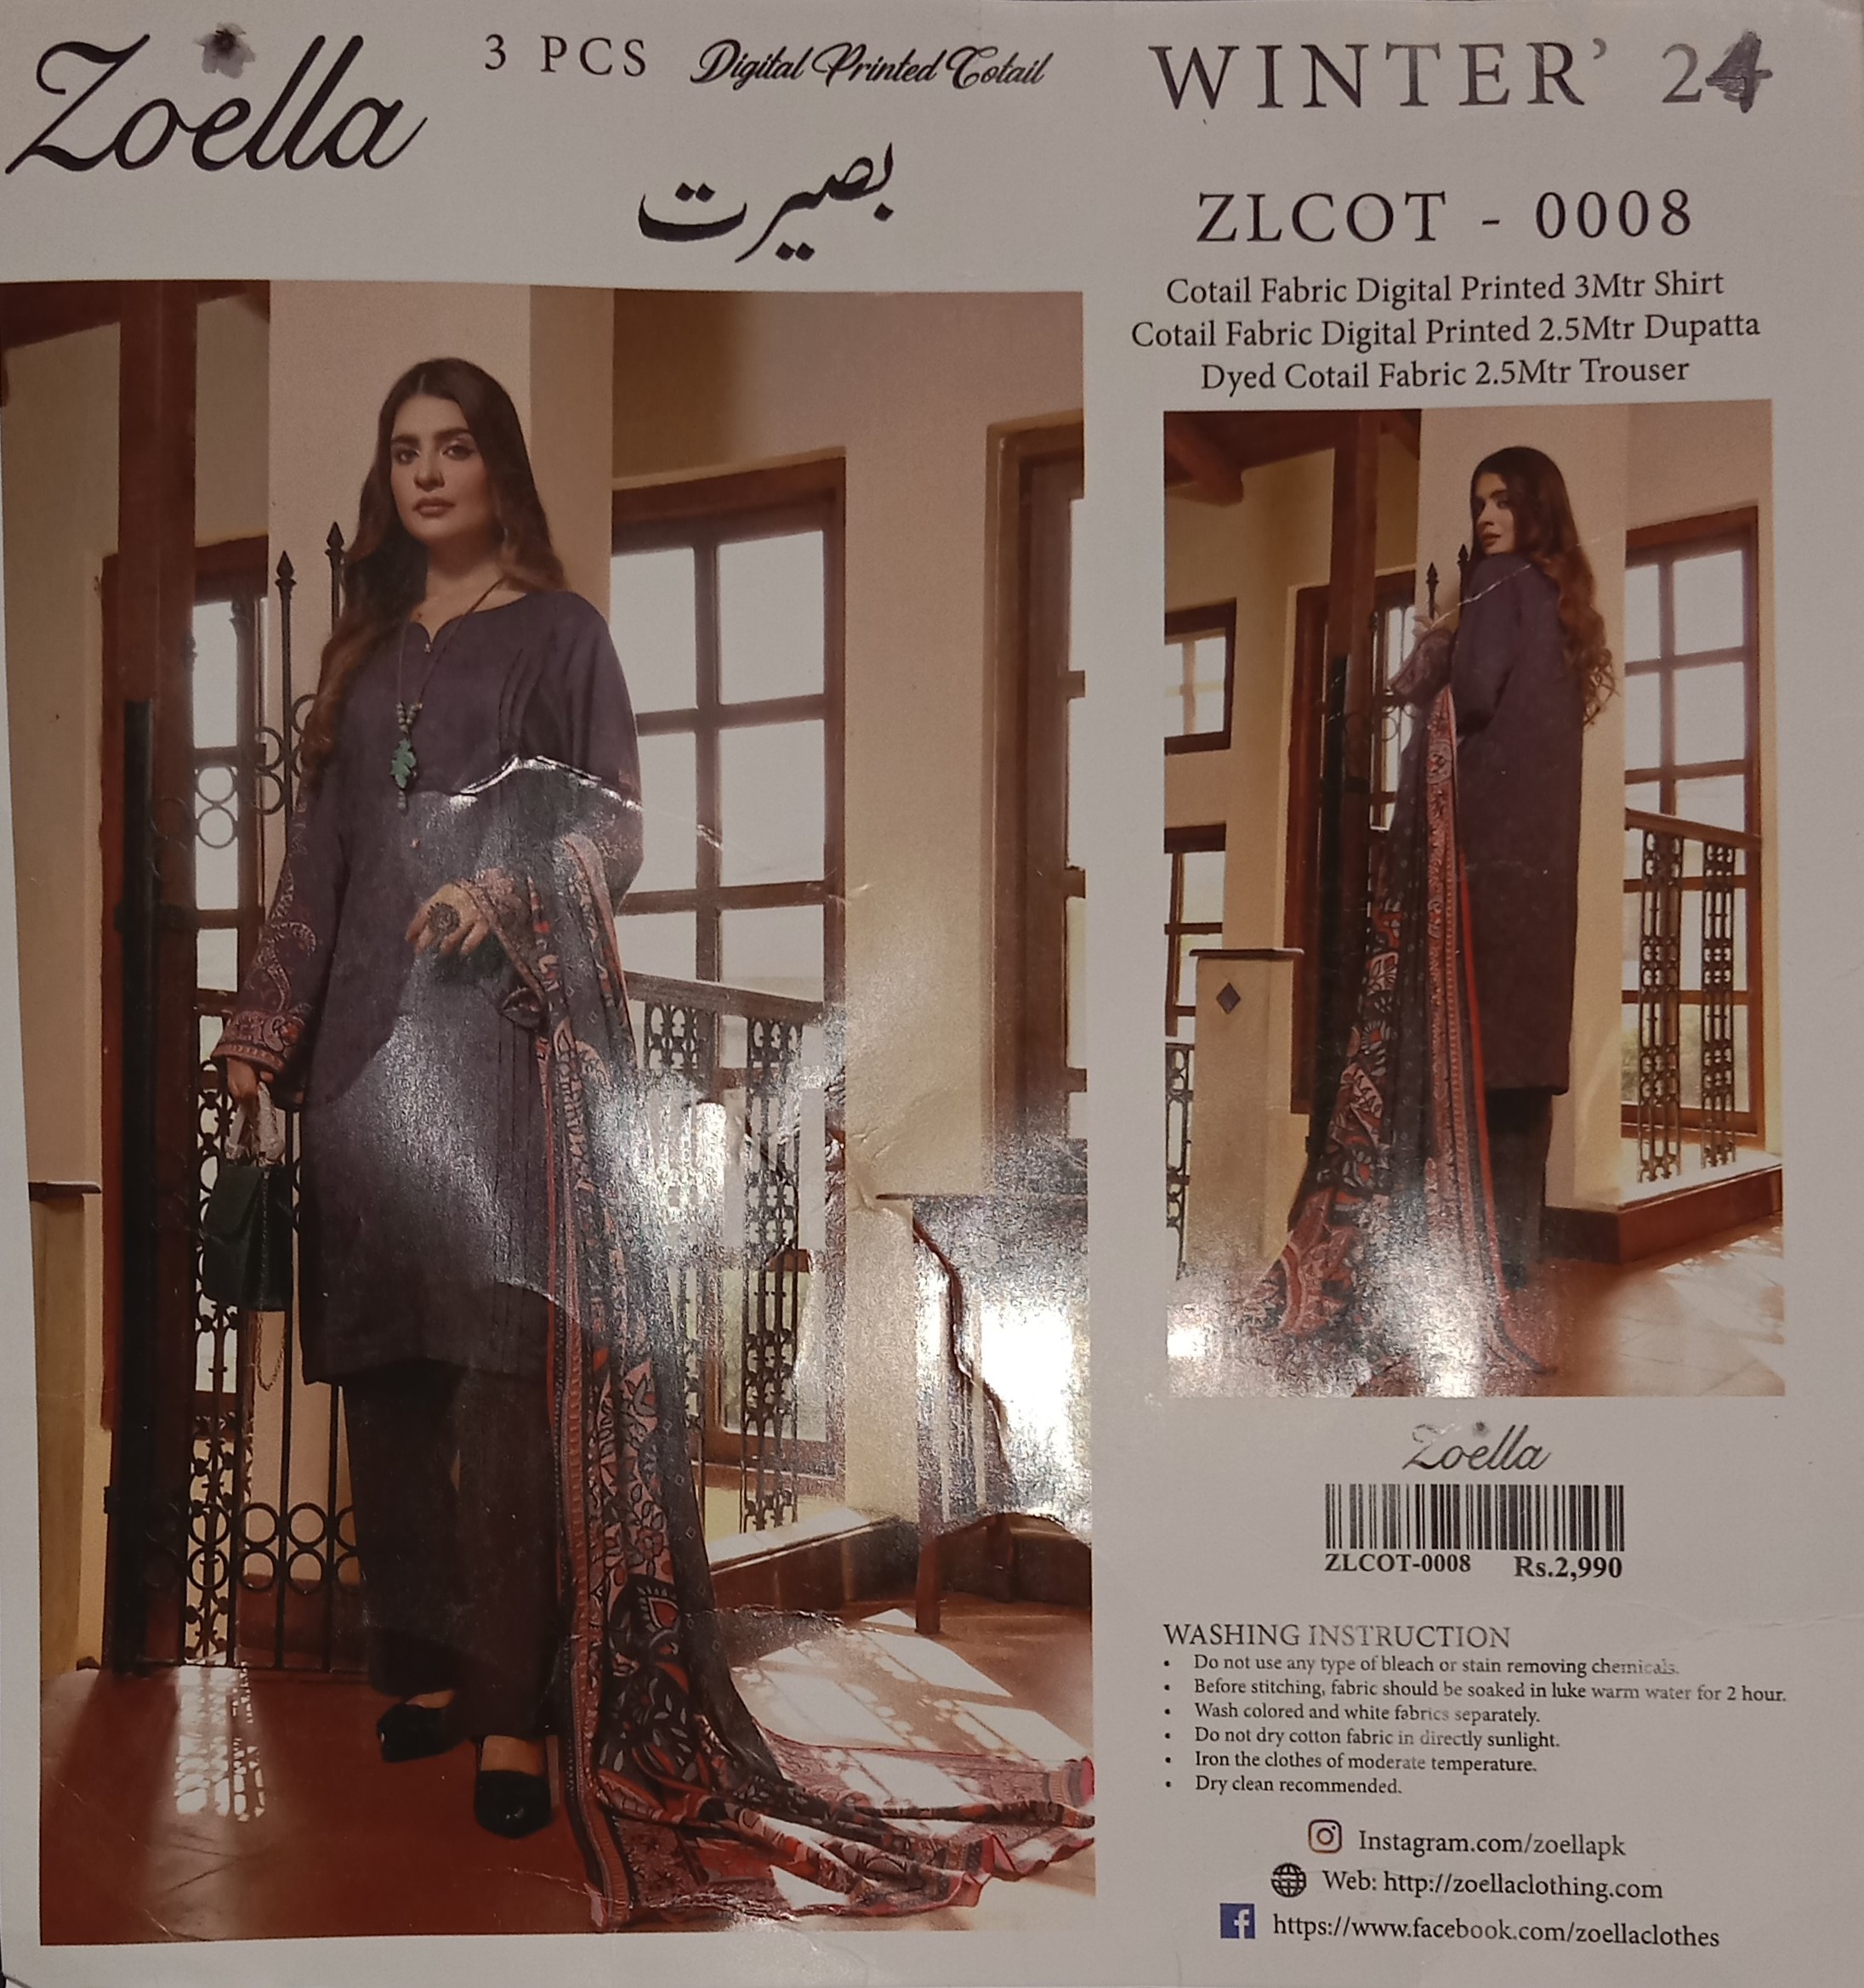 Zoella
3 PCS Digital Printed Cotail
بصیرت
WINTER' 24
ZLCOT - 0008
Cotail Fabric Digital Printed 3Mtr Shirt
Cotail Fabric Digital Printed 2.5Mtr Dupatta
Dyed Cotail Fabric 2.5Mtr Trouser
Zoella
ZLCOT-0008 Rs.2,990
WASHING INSTRUCTION
• Do not use any type of bleach or stain removing chemicals.
• Before stitching, fabric should be soaked in luke warm water for 2 hour.
• Wash colored and white fabrics separately.
• Do not dry cotton fabric in directly sunlight.
• Iron the clothes of moderate temperature.
• Dry clean recommended.
Instagram.com/zoellapk
Web: http://zoellaclothing.com
https://www.facebook.com/zoellaclothes